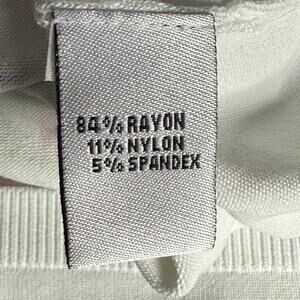 84% RAYON
11% NYLON
5% SPANDEX